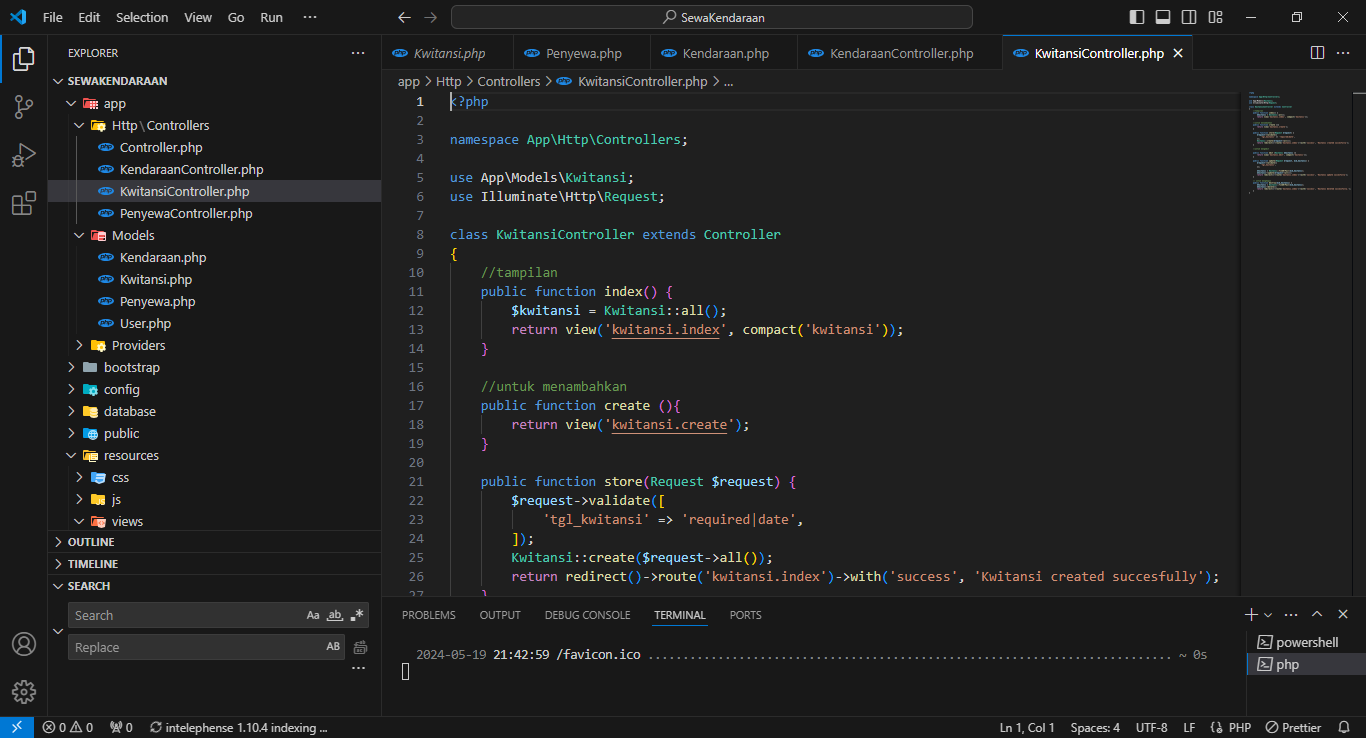 File Edit Selection View Go Run ···
SewaKendaraan
EXPLORER
SEWAKENDARAAN
app
Http \ Controllers
Controller.php
KendaraanController.php
KwitansiController.php
PenyewaController.php
Models
Kendaraan.php
Kwitansi.php
Penyewa.php
User.php
Providers
bootstrap
config
database
public
resources
css
js
views
OUTLINE
TIMELINE
SEARCH
Search Aa ab .*
Replace AB
Kwitansi.php Penyewa.php Kendaraan.php KendaraanController.php KwitansiController.php
app > Http > Controllers > KwitansiController.php > ...
1 <?php
2
3 namespace App\Http\Controllers;
4
5 use App\Models\Kwitansi;
6 use Illuminate\Http\Request;
7
8 class KwitansiController extends Controller
9 {
10 //tampilan
11 public function index() {
12 $kwitansi = Kwitansi::all();
13 return view('kwitansi.index', compact('kwitansi'));
14 }
15
16 //untuk menambahkan
17 public function create (){
18 return view('kwitansi.create');
19 }
20
21 public function store(Request $request) {
22 $request->validate([
23 'tgl_kwitansi' => 'required|date',
24 ]);
25 Kwitansi::create($request->all());
26 return redirect()->route('kwitansi.index')->with('success', 'Kwitansi created succesfully');
27 }
PROBLEMS OUTPUT DEBUG CONSOLE TERMINAL PORTS
2024-05-19 21:42:59 /favicon.ico ........................................................................... ~ 0s
powershell
php
0 0 0 intelephense 1.10.4 indexing ... Ln 1, Col 1 Spaces: 4 UTF-8 LF PHP Prettier